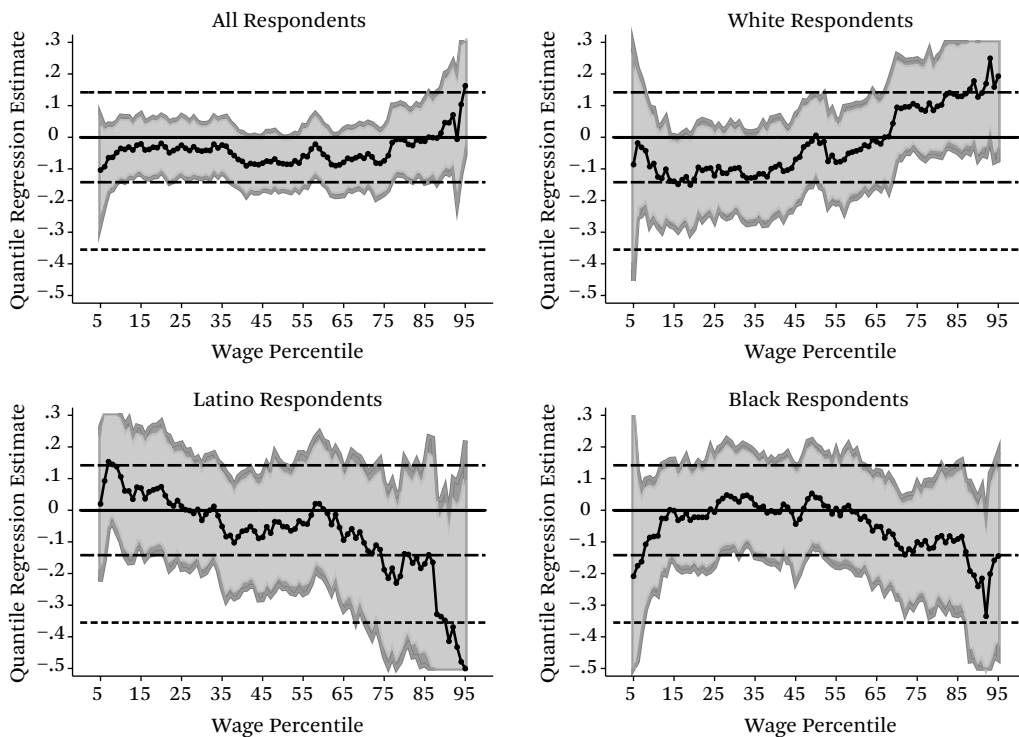 All Respondents
Quantile Regression Estimate
.3
.2
.1
0
−.1
−.2
−.3
−.4
−.5
5 15 25 35 45 55 65 75 85 95
Wage Percentile
White Respondents
Quantile Regression Estimate
.3
.2
.1
0
−.1
−.2
−.3
−.4
−.5
5 15 25 35 45 55 65 75 85 95
Wage Percentile
Latino Respondents
Quantile Regression Estimate
.3
.2
.1
0
−.1
−.2
−.3
−.4
−.5
5 15 25 35 45 55 65 75 85 95
Wage Percentile
Black Respondents
Quantile Regression Estimate
.3
.2
.1
0
−.1
−.2
−.3
−.4
−.5
5 15 25 35 45 55 65 75 85 95
Wage Percentile